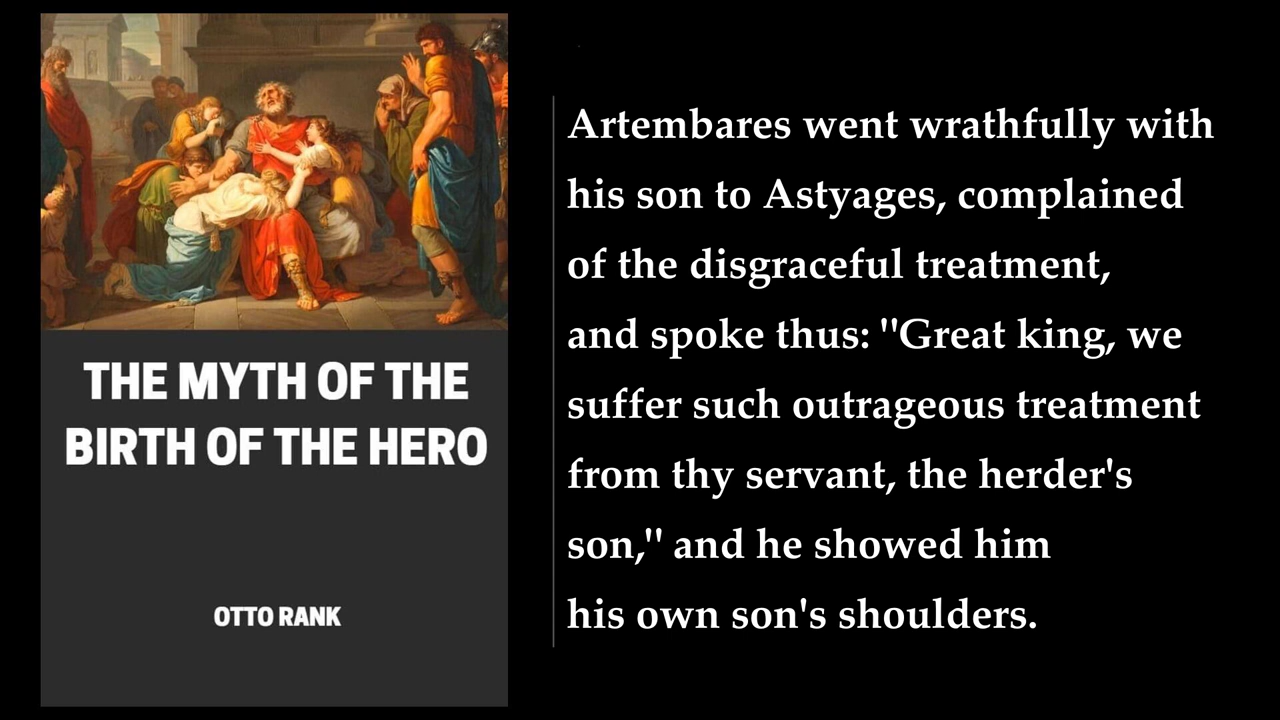 THE MYTH OF THE
BIRTH OF THE HERO
OTTO RANK
Artembares went wrathfully with
his son to Astyages, complained
of the disgraceful treatment,
and spoke thus: "Great king, we
suffer such outrageous treatment
from thy servant, the herder's
son," and he showed him
his own son's shoulders.